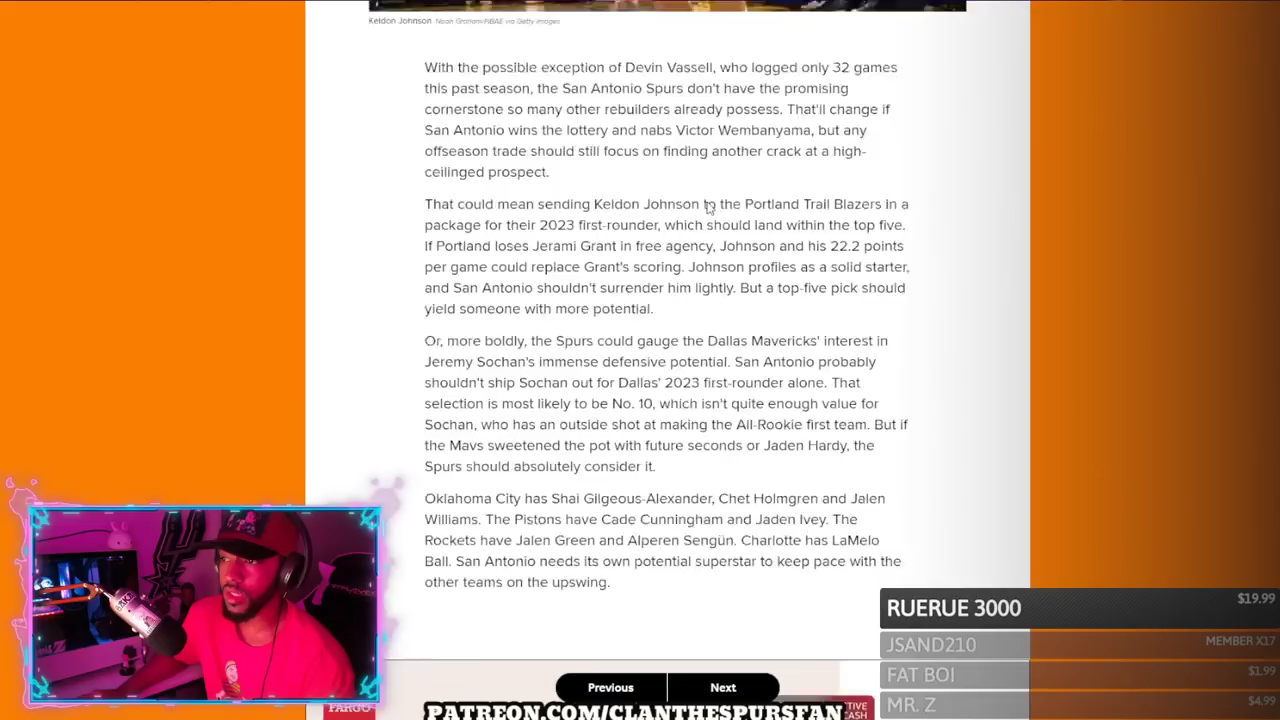 Keldon Johnson Noah Graham/NBAE via Getty Images
With the possible exception of Devin Vassell, who logged only 32 games
this past season, the San Antonio Spurs don't have the promising
cornerstone so many other rebuilders already possess. That'll change if
San Antonio wins the lottery and nabs Victor Wembanyama, but any
offseason trade should still focus on finding another crack at a high-
ceilinged prospect.
That could mean sending Keldon Johnson to the Portland Trail Blazers in a
package for their 2023 first-rounder, which should land within the top five.
If Portland loses Jerami Grant in free agency, Johnson and his 22.2 points
per game could replace Grant's scoring. Johnson profiles as a solid starter,
and San Antonio shouldn't surrender him lightly. But a top-five pick should
yield someone with more potential.
Or, more boldly, the Spurs could gauge the Dallas Mavericks' interest in
Jeremy Sochan's immense defensive potential. San Antonio probably
shouldn't ship Sochan out for Dallas' 2023 first-rounder alone. That
selection is most likely to be No. 10, which isn't quite enough value for
Sochan, who has an outside shot at making the All-Rookie first team. But if
the Mavs sweetened the pot with future seconds or Jaden Hardy, the
Spurs should absolutely consider it.
Oklahoma City has Shai Gilgeous-Alexander, Chet Holmgren and Jalen
Williams. The Pistons have Cade Cunningham and Jaden Ivey. The
Rockets have Jalen Green and Alperen Sengün. Charlotte has LaMelo
Ball. San Antonio needs its own potential superstar to keep pace with the
other teams on the upswing.
RUERUE 3000 $19.99
JSAND210 MEMBER X17
FAT BOI $1.99
MR. Z $4.99
Previous Next
PATREON.COM/CLANTHESPURSFAN